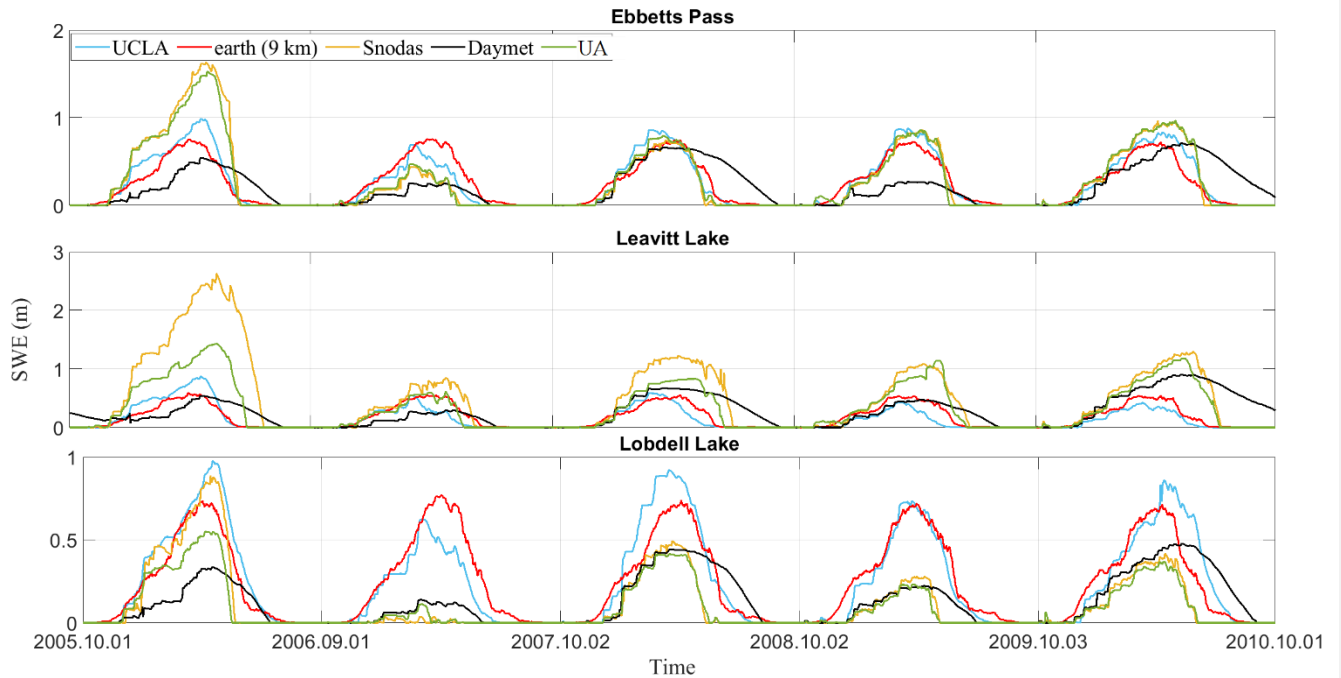 Ebbetts Pass
2
UCLA earth (9 km) Snodas Daymet UA
1
0
Leavitt Lake
3
2
SWE (m)
1
0
Lobdell Lake
1
0.5
0
2005.10.01 2006.09.01 2007.10.02 2008.10.02 2009.10.03 2010.10.01
Time